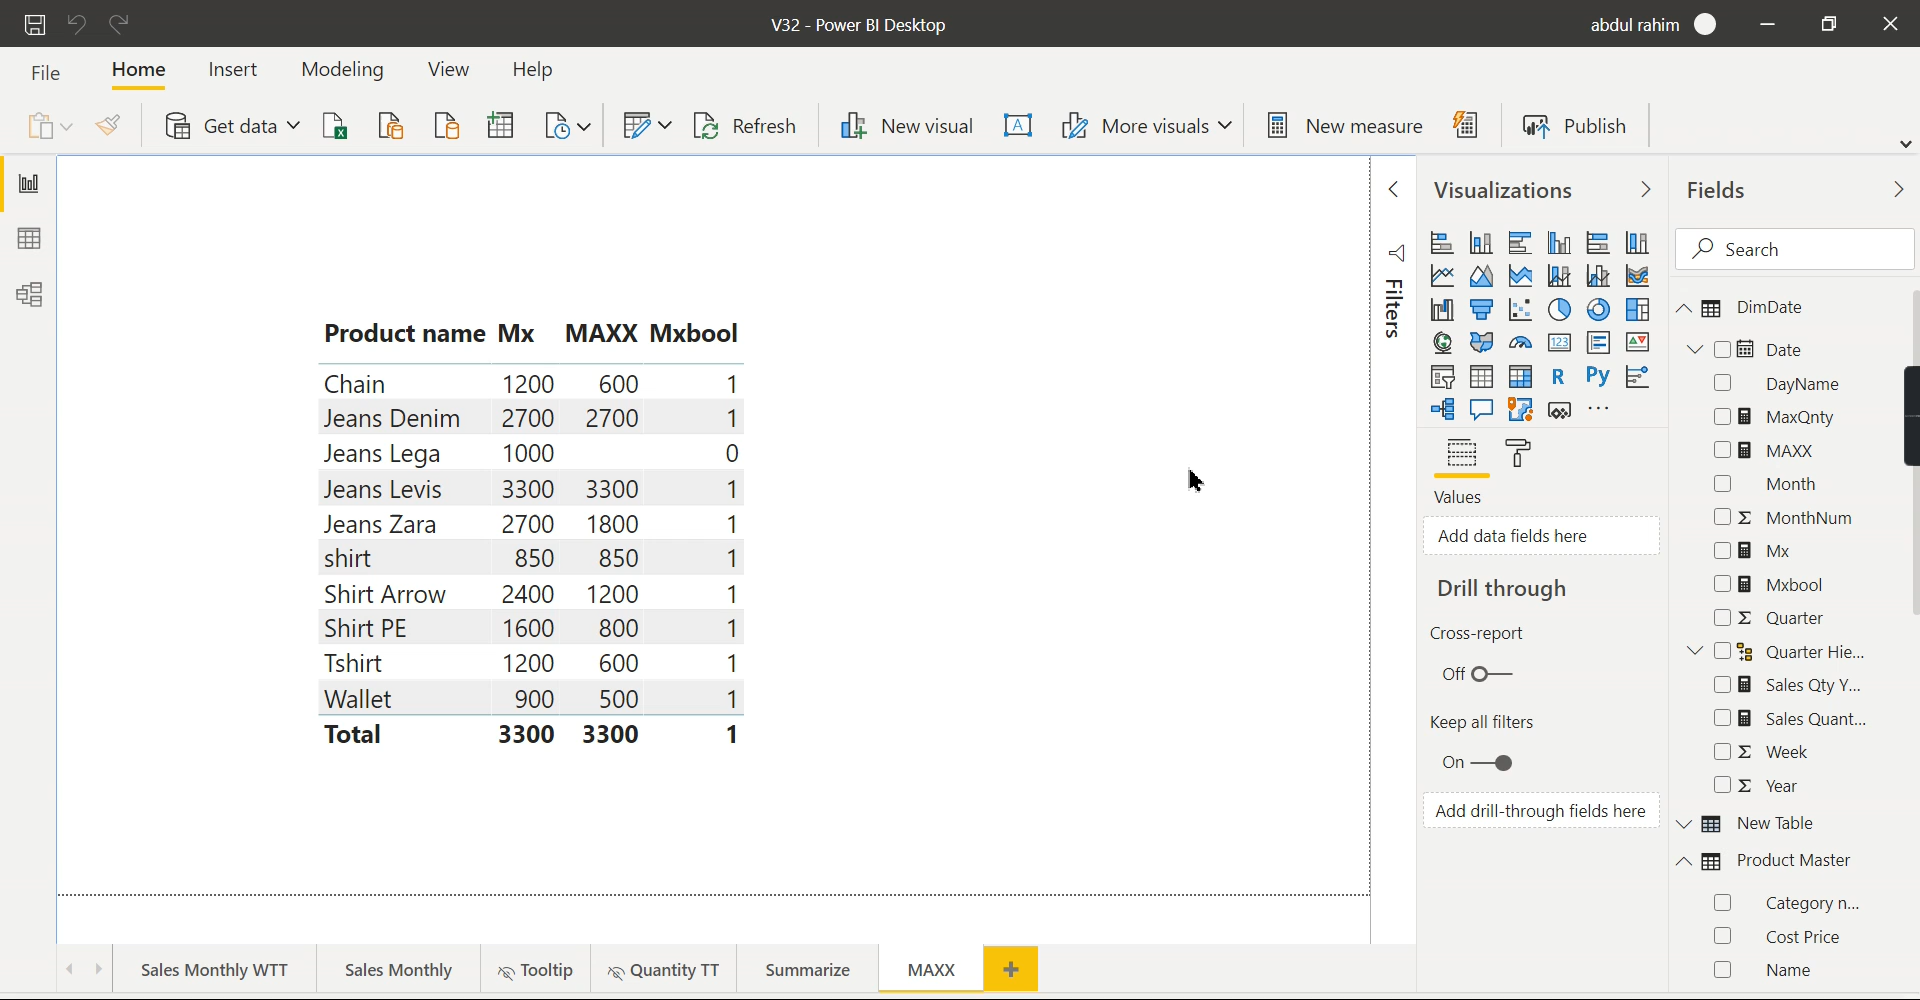 V32 - Power BI Desktop
abdul rahim
File Home Insert Modeling View Help
Get data Refresh New visual A More visuals New measure Publish
Product name Mx MAXX Mxbool
Chain 1200 600 1
Jeans Denim 2700 2700 1
Jeans Lega 1000 0
Jeans Levis 3300 3300 1
Jeans Zara 2700 1800 1
shirt 850 850 1
Shirt Arrow 2400 1200 1
Shirt PE 1600 800 1
Tshirt 1200 600 1
Wallet 900 500 1
Total 3300 3300 1
Filters
Visualizations
123
R Py
Values
Add data fields here
Drill through
Cross-report
Off
Keep all filters
On
Add drill-through fields here
Fields
Search
DimDate
Date
DayName
MaxQnty
MAXX
Month
Σ MonthNum
Mx
Mxbool
Σ Quarter
Quarter Hie...
Sales Qty Y...
Sales Quant...
Σ Week
Σ Year
New Table
Product Master
Category n...
Cost Price
Name
Sales Monthly WTT Sales Monthly Tooltip Quantity TT Summarize MAXX +